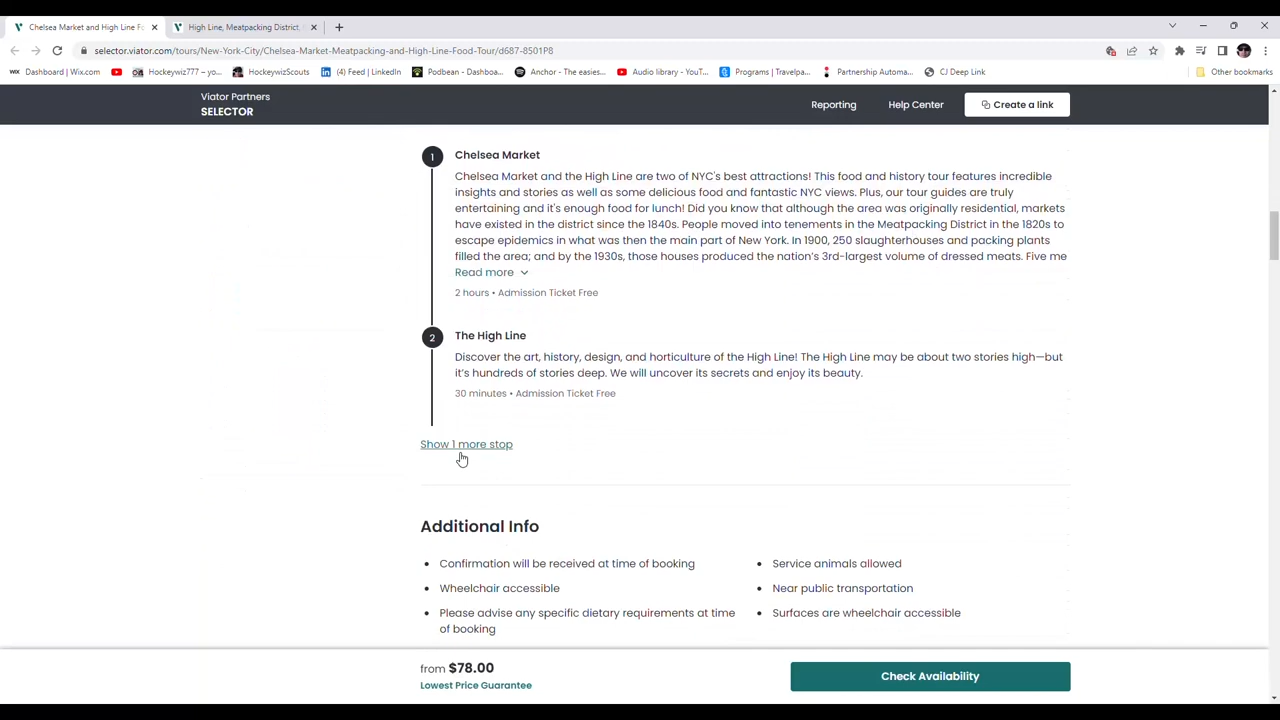 Chelsea Market and High Line Fo
High Line, Meatpacking District,
selector.viator.com/tours/New-York-City/Chelsea-Market-Meatpacking-and-High-Line-Food-Tour/d687-8501P8
WIX Dashboard | Wix.com
Hockeywiz777 – yo...
HockeywizScouts
(4) Feed | LinkedIn
Podbean - Dashboa...
Anchor - The easies...
Audio library - YouT...
Programs | Travelpa...
Partnership Automa...
CJ Deep Link
Other bookmarks
Viator Partners
SELECTOR
Reporting
Help Center
Create a link
1
Chelsea Market
Chelsea Market and the High Line are two of NYC's best attractions! This food and history tour features incredible
insights and stories as well as some delicious food and fantastic NYC views. Plus, our tour guides are truly
entertaining and it's enough food for lunch! Did you know that although the area was originally residential, markets
have existed in the district since the 1840s. People moved into tenements in the Meatpacking District in the 1820s to
escape epidemics in what was then the main part of New York. In 1900, 250 slaughterhouses and packing plants
filled the area; and by the 1930s, those houses produced the nation's 3rd-largest volume of dressed meats. Five me
Read more
2 hours • Admission Ticket Free
2
The High Line
Discover the art, history, design, and horticulture of the High Line! The High Line may be about two stories high—but
it's hundreds of stories deep. We will uncover its secrets and enjoy its beauty.
30 minutes • Admission Ticket Free
Show 1 more stop
Additional Info
• Confirmation will be received at time of booking
• Wheelchair accessible
• Please advise any specific dietary requirements at time
of booking
• Service animals allowed
• Near public transportation
• Surfaces are wheelchair accessible
from $78.00
Lowest Price Guarantee
Check Availability